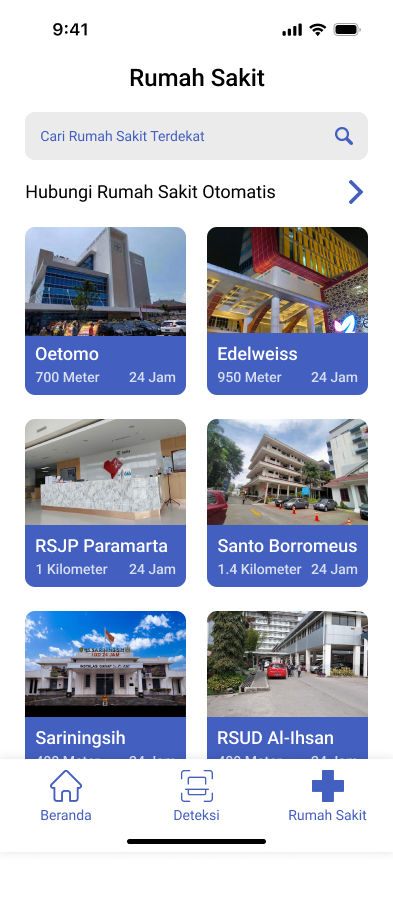 9:41
Rumah Sakit
Cari Rumah Sakit Terdekat
Hubungi Rumah Sakit Otomatis
Oetomo
700 Meter 24 Jam
Edelweiss
950 Meter 24 Jam
RSJP Paramarta
1 Kilometer 24 Jam
Santo Borromeus
1.4 Kilometer 24 Jam
Sariningsih
RSUD Al-Ihsan
Beranda
Deteksi
Rumah Sakit